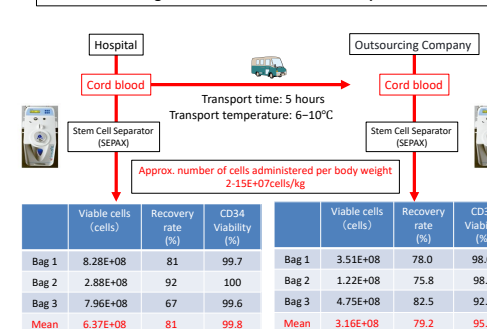 Hospital
Outsourcing Company
Cord blood
Cord blood
Transport time: 5 hours
Transport temperature: 6–10℃
Stem Cell Separator
(SEPAX)
Stem Cell Separator
(SEPAX)
Approx. number of cells administered per body weight
2-15E+07cells/kg
Viable cells (cells) Recovery rate (%) CD34 Viability (%)
Bag 1 8.28E+08 81 99.7
Bag 2 2.88E+08 92 100
Bag 3 7.96E+08 67 99.6
Mean 6.37E+08 81 99.8
Viable cells (cells) Recovery rate (%)
Bag 1 3.51E+08 78.0 98.
Bag 2 1.22E+08 75.8 98.
Bag 3 4.75E+08 82.5 92.
Mean 3.16E+08 79.2 95.